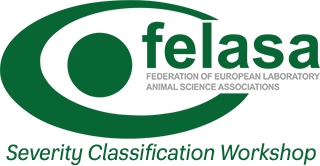 felasa
FEDERATION OF EUROPEAN LABORATORY
ANIMAL SCIENCE ASSOCIATIONS
Severity Classification Workshop